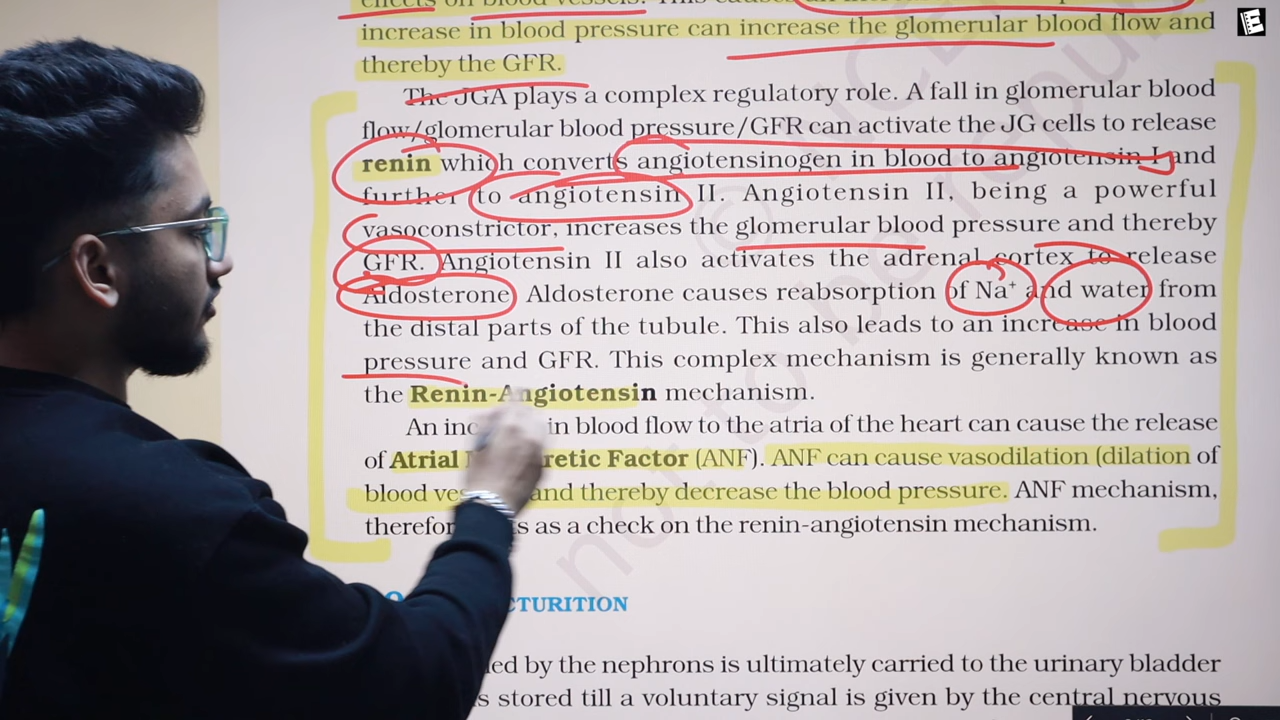 increase in blood pressure can increase the glomerular blood flow and
thereby the GFR.
The JGA plays a complex regulatory role. A fall in glomerular blood
flow/glomerular blood pressure/GFR can activate the JG cells to release
renin which converts angiotensinogen in blood to angiotensin I and
further to angiotensin II. Angiotensin II, being a powerful
vasoconstrictor, increases the glomerular blood pressure and thereby
GFR. Angiotensin II also activates the adrenal cortex to release
Aldosterone. Aldosterone causes reabsorption of Na⁺ and water from
the distal parts of the tubule. This also leads to an increase in blood
pressure and GFR. This complex mechanism is generally known as
the Renin-Angiotensin mechanism.
An in blood flow to the atria of the heart can cause the release
of Atrial Factor (ANF). ANF can cause vasodilation (dilation of
blood and thereby decrease the blood pressure. ANF mechanism,
as a check on the renin-angiotensin mechanism.
CTURITION
by the nephrons is ultimately carried to the urinary bladder
stored till a voluntary signal is given by the central nervous
not to be repu